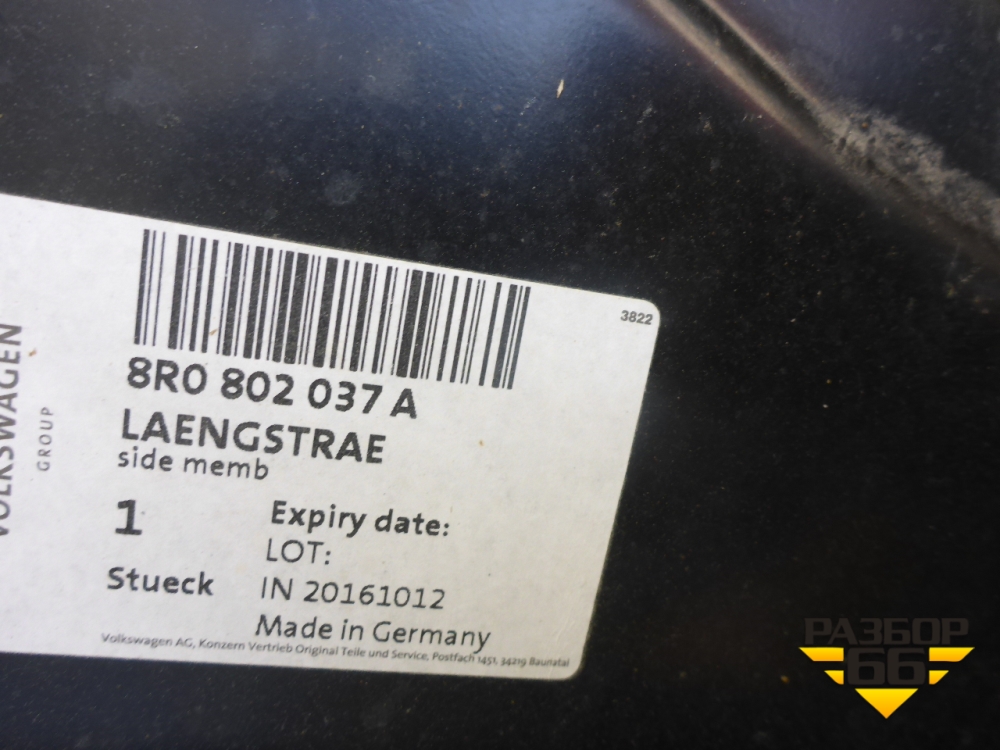 3822
8R0 802 037 A
LAENGSTRAE
side memb
1
Stueck
Expiry date:
LOT:
IN 20161012
Made in Germany
Volkswagen AG, Konzern Vertrieb Original Teile und Service, Postfach 1451, 34219 Baunatal
VOLKSWAGEN
GROUP
РАЗБОР
66